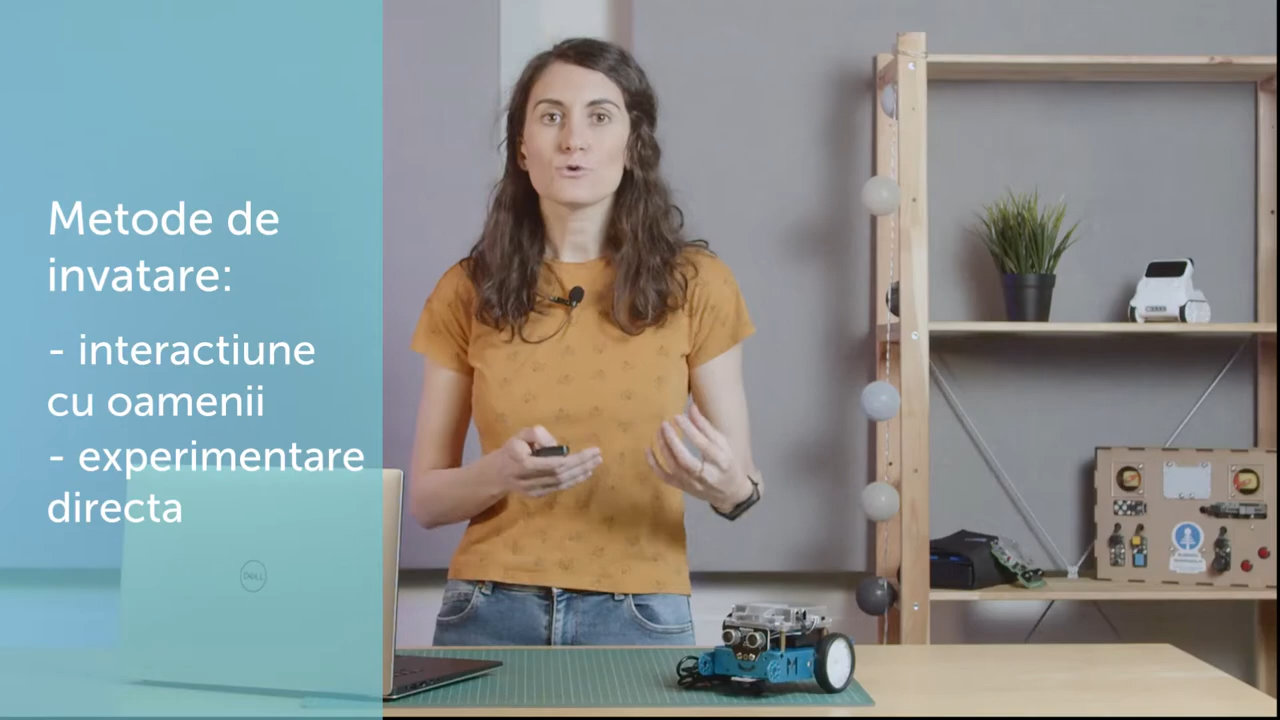 Metode de
invatare:
- interactiune
cu oamenii
- experimentare
directa
DELL
M